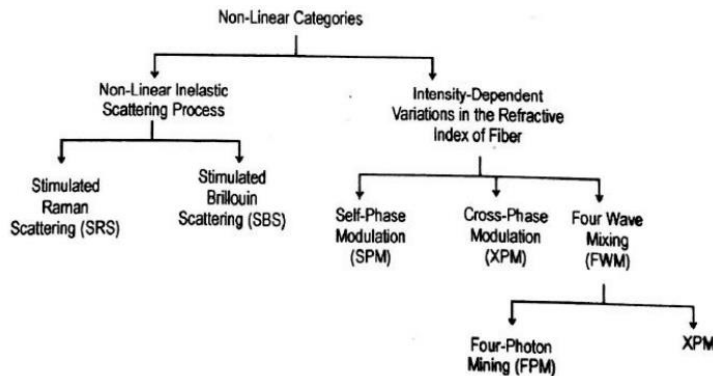 Non-Linear Categories
Non-Linear Inelastic
Scattering Process
Intensity-Dependent
Variations in the Refractive
Index of Fiber
Stimulated
Raman
Scattering (SRS)
Stimulated
Brillouin
Scattering (SBS)
Self-Phase
Modulation
(SPM)
Cross-Phase
Modulation
(XPM)
Four Wave
Mixing
(FWM)
Four-Photon
Mining (FPM)
XPM